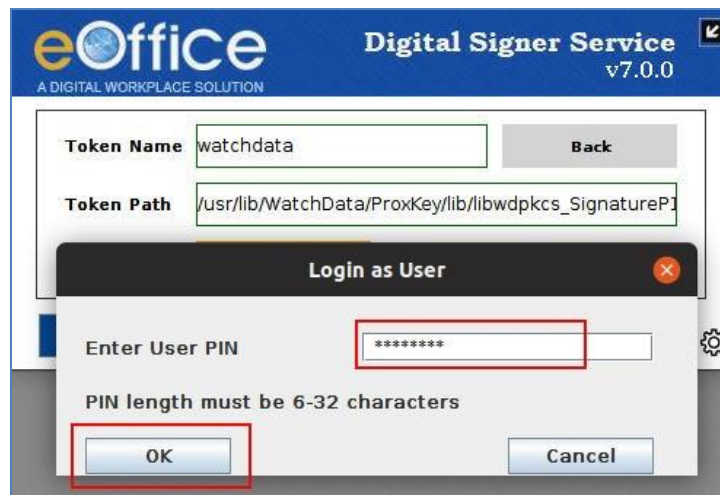 eOffice
A DIGITAL WORKPLACE SOLUTION
Digital Signer Service
v7.0.0
Token Name watchdata Back
Token Path /usr/lib/WatchData/ProxKey/lib/libwdpkcs_SignatureP1
Login as User
Enter User PIN ********
PIN length must be 6-32 characters
OK Cancel